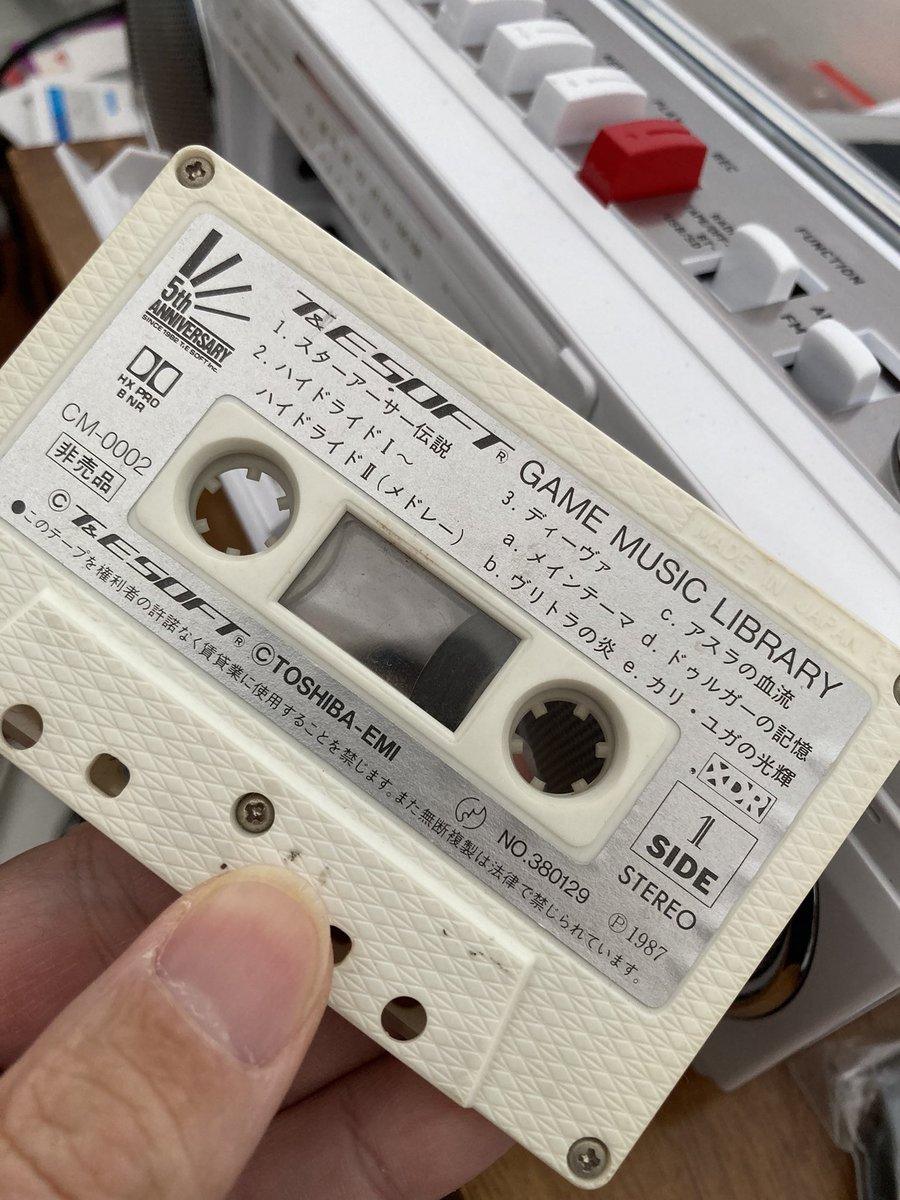 5th
ANNIVERSARY
SINCE 1982 T&E SOFT Inc.
HX PRO
B NR
CM-0002
非売品
T&E SOFT® GAME MUSIC LIBRARY
1. スターアーサー伝説
2. ハイドライドⅠ～
ハイドライドⅡ(メドレー)
3. ディーヴァ
a. メインテーマ
b. ヴリトラの炎
c. アスラの血流
d. ドゥルガーの記憶
e. カリ・ユガの光輝
XDR
1
SIDE
STEREO
© T&E SOFT® ©TOSHIBA-EMI
NO.380129
Ⓟ1987
●このテープを権利者の許諾なく賃貸業に使用することを禁じます。また無断複製は法律で禁じられています。
MADE IN JAPAN
PLAY
REC
FUNCTION
FM